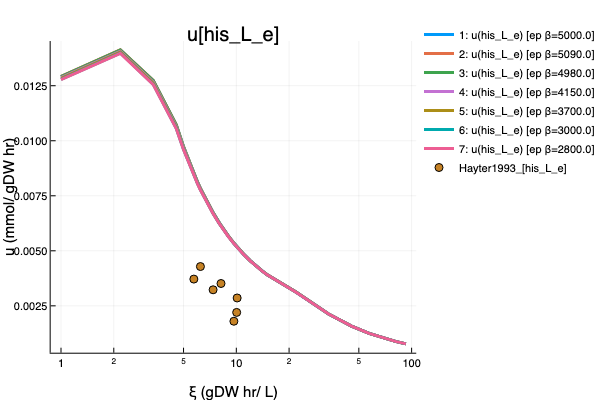 u[his_L_e]
1: u(his_L_e) [ep β=5000.0]
2: u(his_L_e) [ep β=5090.0]
3: u(his_L_e) [ep β=4980.0]
4: u(his_L_e) [ep β=4150.0]
5: u(his_L_e) [ep β=3700.0]
6: u(his_L_e) [ep β=3000.0]
7: u(his_L_e) [ep β=2800.0]
Hayter1993_[his_L_e]
u (mmol/ gDW hr)
0.0125
0.0100
0.0075
0.0050
0.0025
1 2 5 10 2 5 100
ξ (gDW hr/ L)